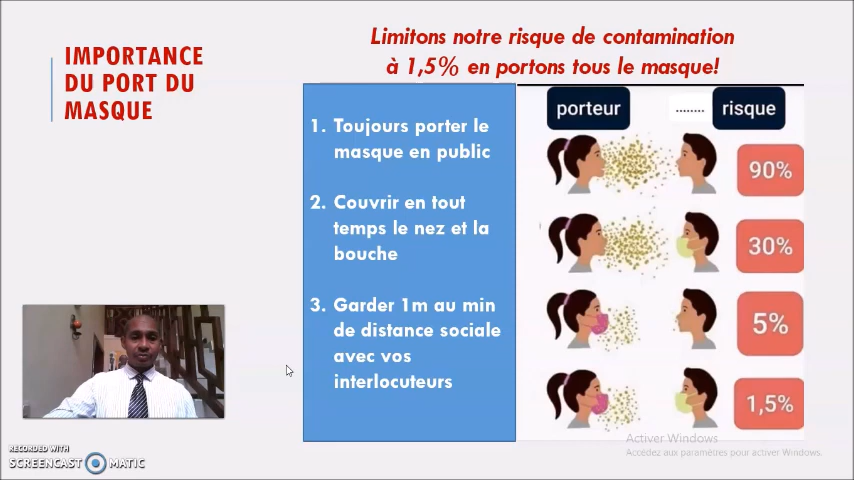 IMPORTANCE
DU PORT DU
MASQUE
Limitons notre risque de contamination
à 1,5% en portons tous le masque!
1. Toujours porter le
masque en public
2. Couvrir en tout
temps le nez et la
bouche
3. Garder 1m au min
de distance sociale
avec vos
interlocuteurs
porteur ........ risque
90%
30%
5%
1,5%
Activer Windows
Accédez aux paramètres pour activer Windows.
RECORDED WITH
SCREENCAST MATIC